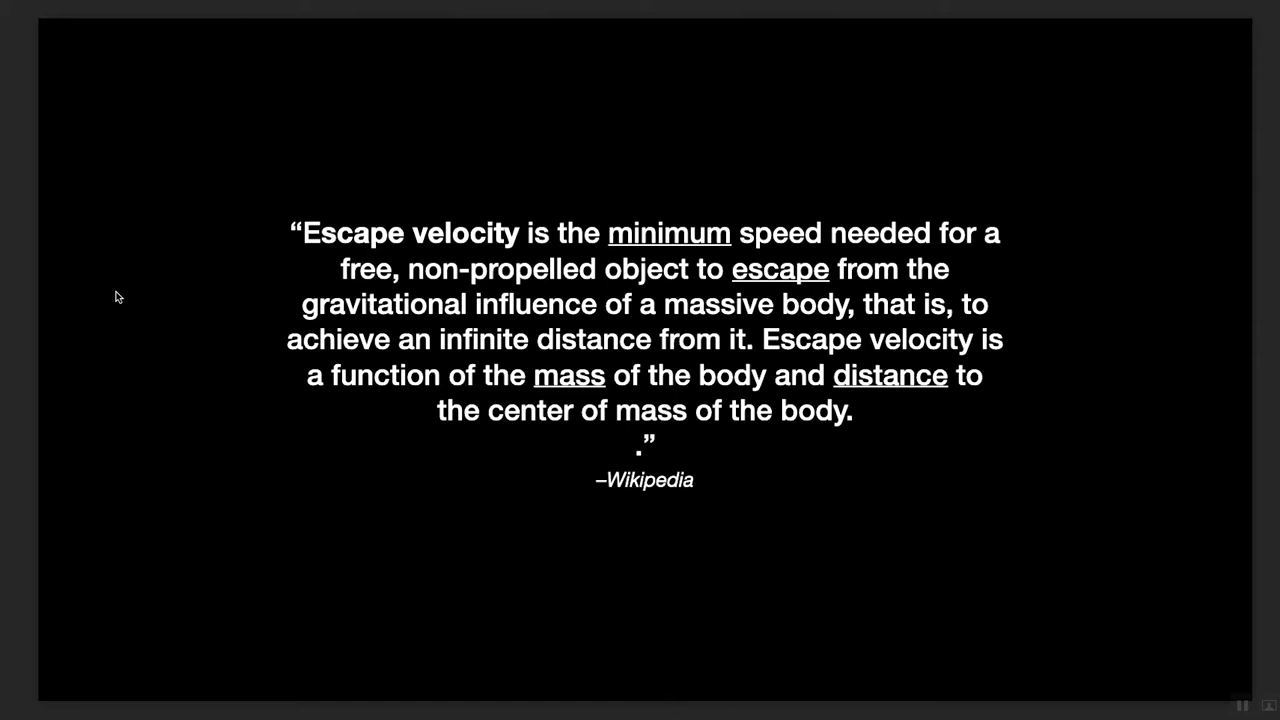 “Escape velocity is the minimum speed needed for a
free, non-propelled object to escape from the
gravitational influence of a massive body, that is, to
achieve an infinite distance from it. Escape velocity is
a function of the mass of the body and distance to
the center of mass of the body.
.”
–Wikipedia